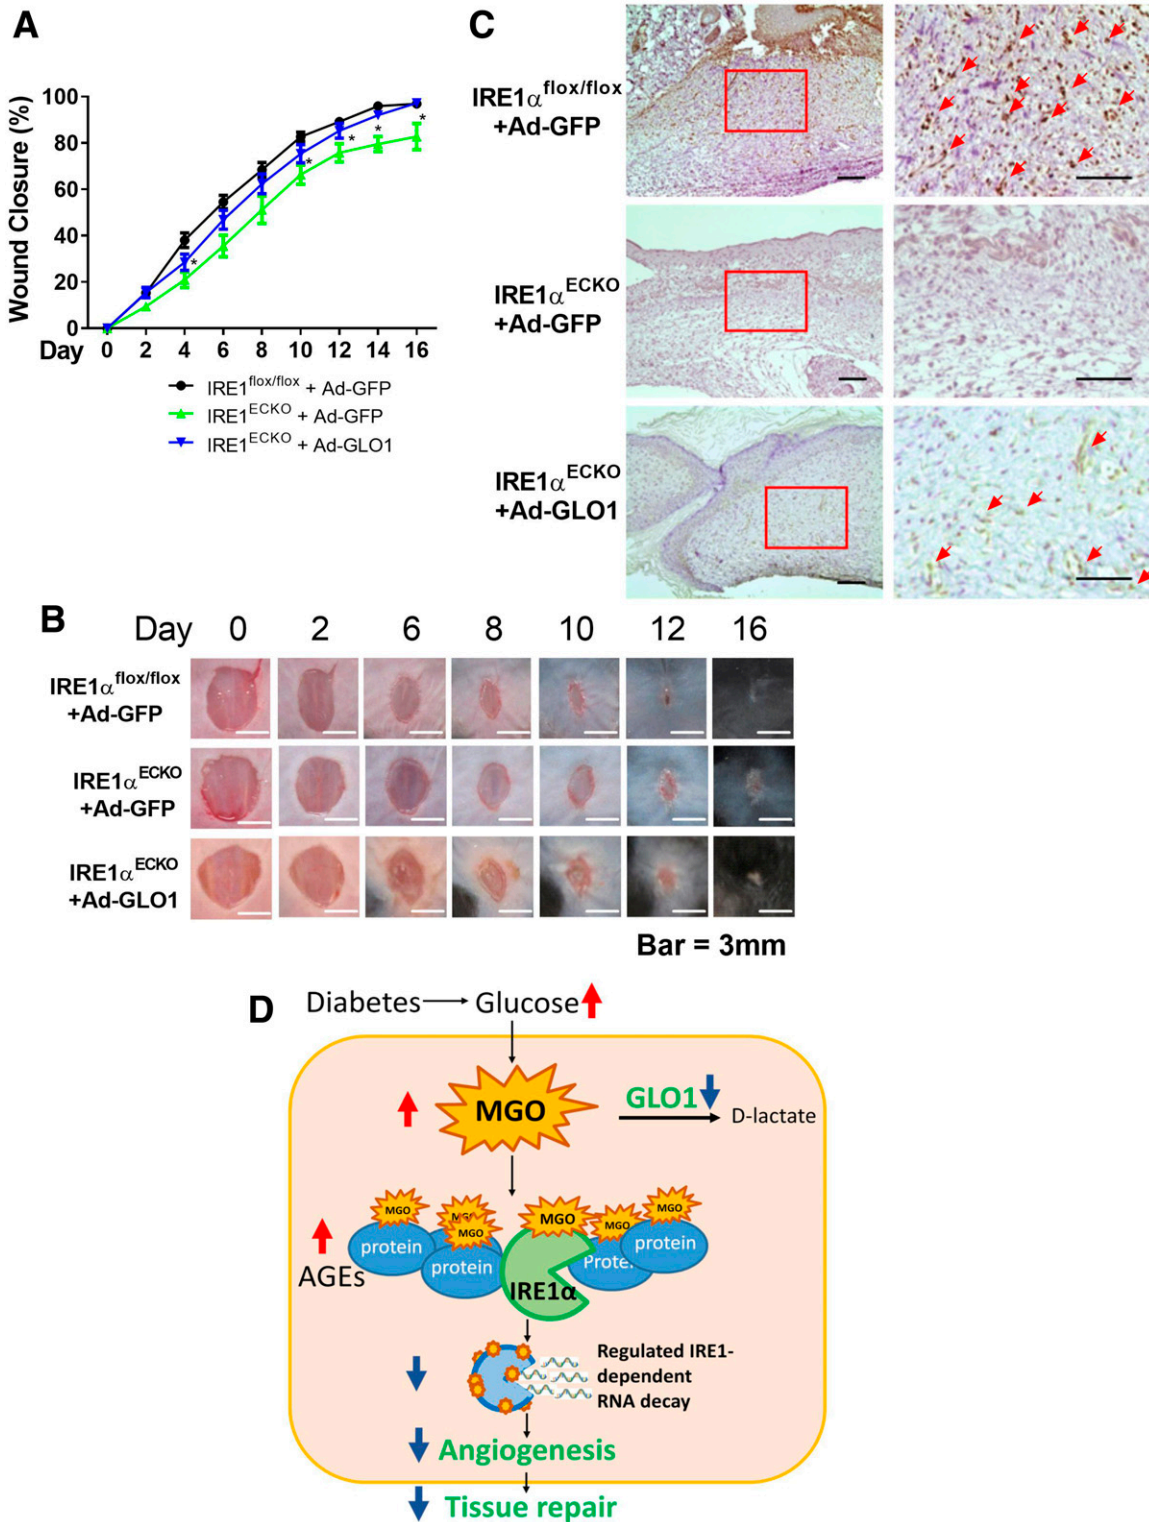 A
Wound Closure (%)
100
80
60
40
20
0
Day 0 2 4 6 8 10 12 14 16
* * * * *
IRE1flox/flox + Ad-GFP
IRE1ECKO + Ad-GFP
IRE1ECKO + Ad-GLO1
C
IRE1αflox/flox
+Ad-GFP
IRE1αECKO
+Ad-GFP
IRE1αECKO
+Ad-GLO1
B
Day 0 2 6 8 10 12 16
IRE1αflox/flox
+Ad-GFP
IRE1αECKO
+Ad-GFP
IRE1αECKO
+Ad-GLO1
Bar = 3mm
D
Diabetes Glucose
MGO
GLO1
D-lactate
MGO MGO MGO MGO MGO MGO
protein protein IRE1α Protein protein
AGEs
Regulated IRE1-
dependent
RNA decay
Angiogenesis
Tissue repair